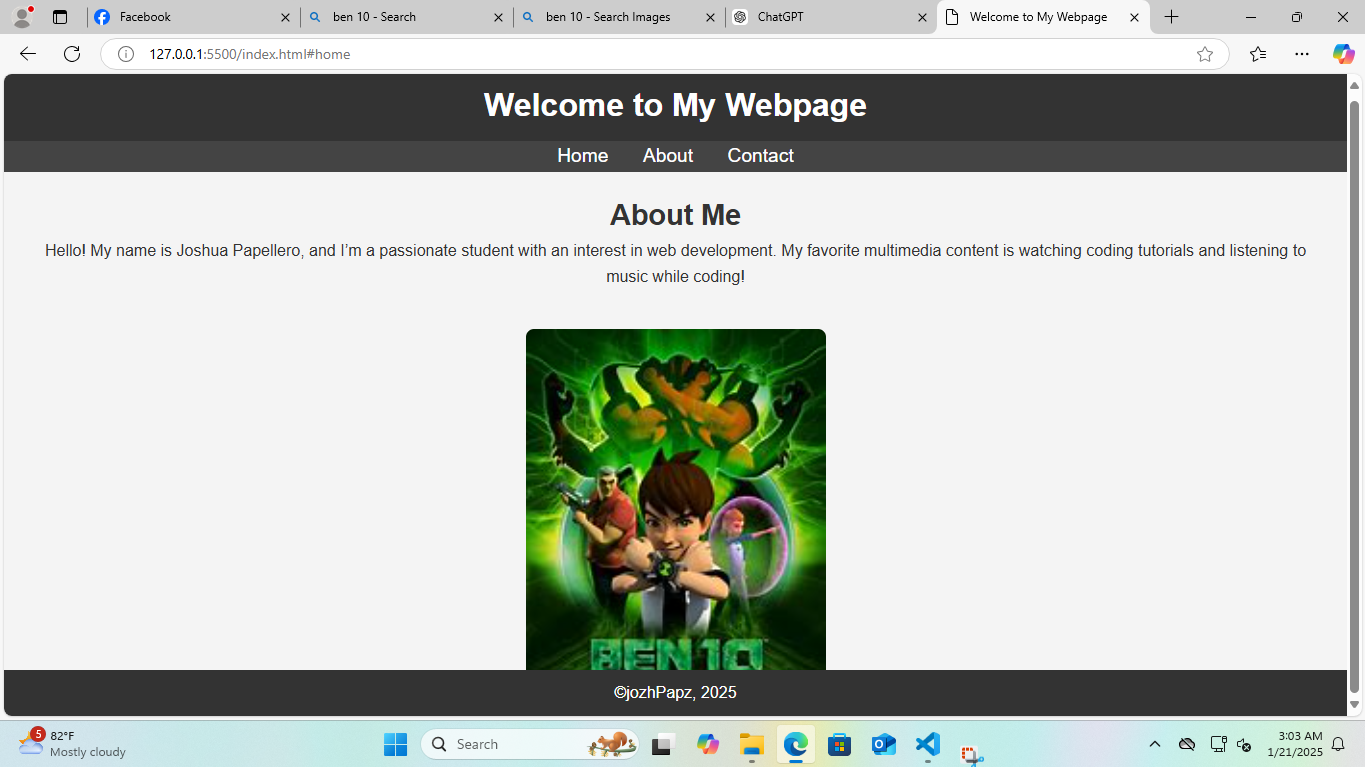 Facebook
ben 10 - Search
ben 10 - Search Images
ChatGPT
Welcome to My Webpage
127.0.0.1:5500/index.html#home
Welcome to My Webpage
Home
About
Contact
About Me
Hello! My name is Joshua Papellero, and I’m a passionate student with an interest in web development. My favorite multimedia content is watching coding tutorials and listening to
music while coding!
BEN 10
©jozhPapz, 2025
5
82°F
Mostly cloudy
Search
3:03 AM
1/21/2025